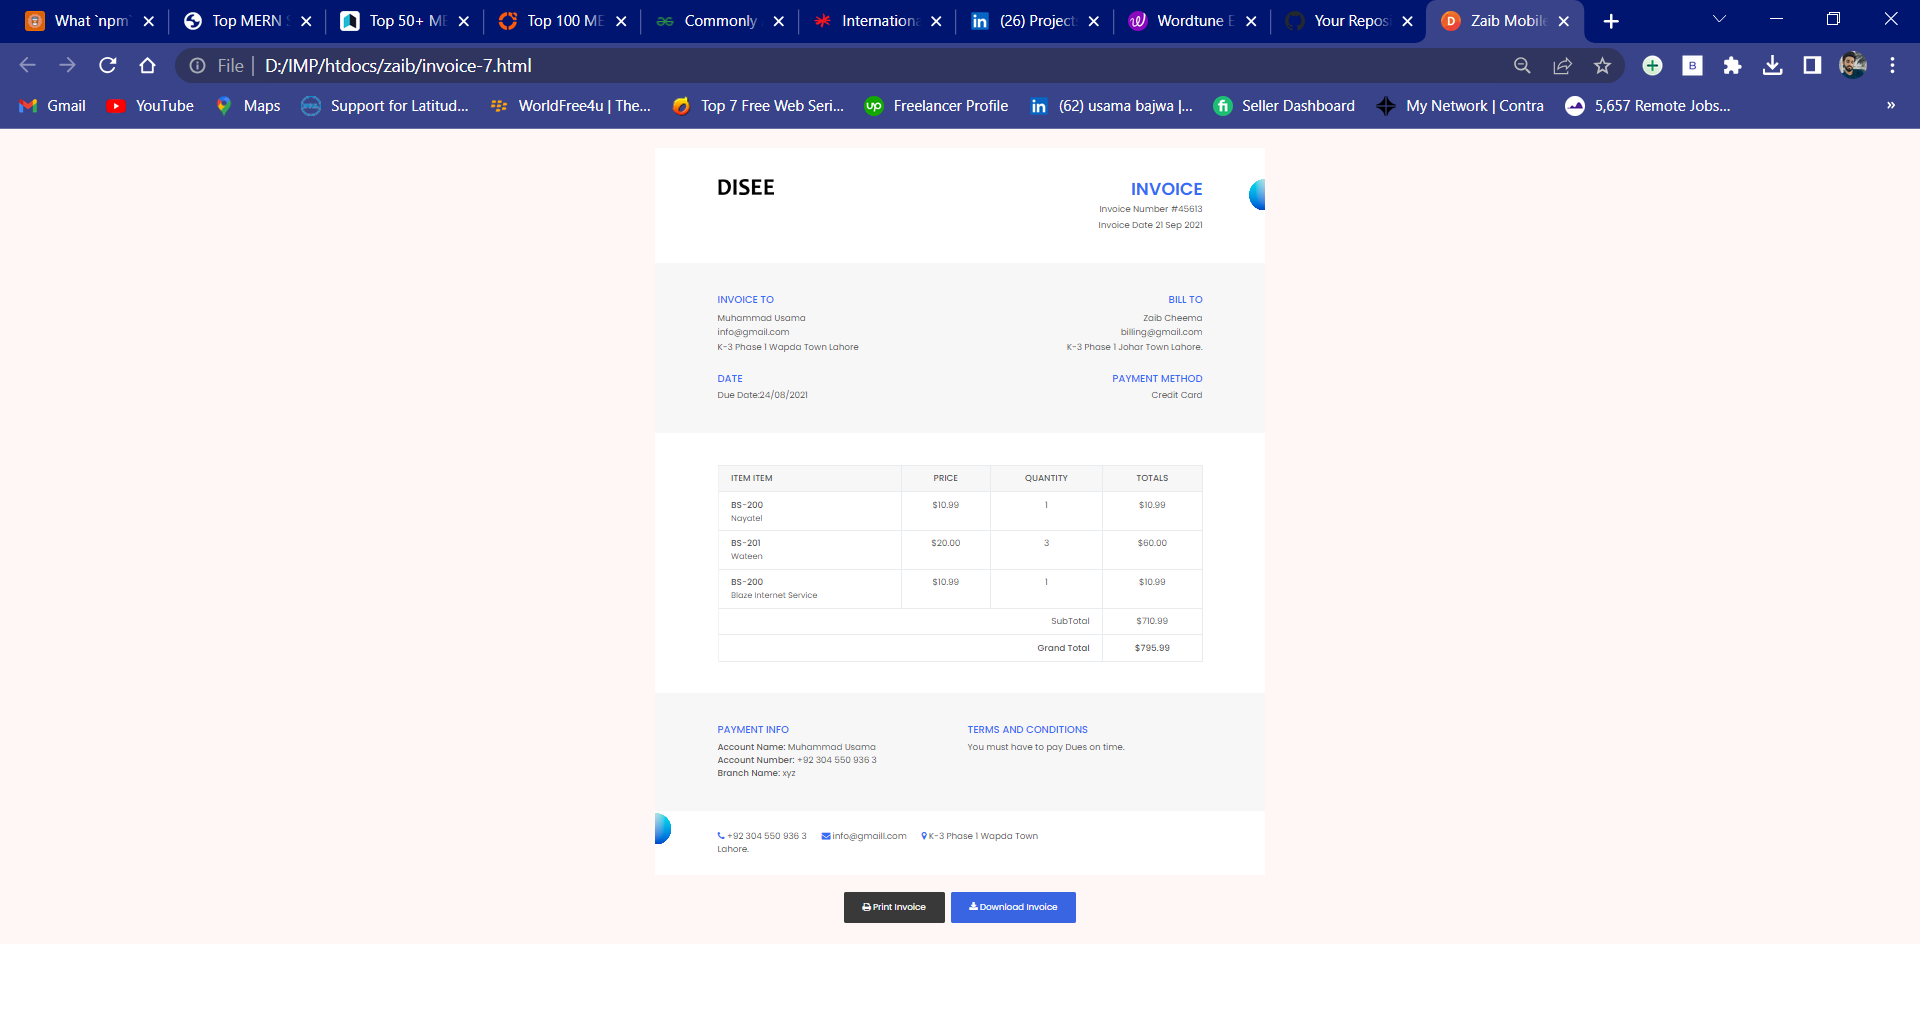 What `npm
Top MERN S
Top 50+ ME
Top 100 ME
Commonly
Internationa
(26) Project
Wordtune E
Your Reposi
Zaib Mobile
File
D:/IMP/htdocs/zaib/invoice-7.html
Gmail
YouTube
Maps
Support for Latitud...
WorldFree4u | The...
Top 7 Free Web Seri...
Freelancer Profile
(62) usama bajwa |...
Seller Dashboard
My Network | Contra
5,657 Remote Jobs...
»
DISEE
INVOICE
Invoice Number #45613
Invoice Date 21 Sep 2021
INVOICE TO
Muhammad Usama
info@gmail.com
K-3 Phase 1 Wapda Town Lahore
BILL TO
Zaib Cheema
billing@gmail.com
K-3 Phase 1 Johar Town Lahore.
DATE
Due Date:24/08/2021
PAYMENT METHOD
Credit Card
ITEM ITEM PRICE QUANTITY TOTALS
BS-200 $10.99 1 $10.99
Nayatel
BS-201 $20.00 3 $60.00
Wateen
BS-200 $10.99 1 $10.99
Blaze Internet Service
SubTotal $710.99
Grand Total $795.99
PAYMENT INFO
Account Name: Muhammad Usama
Account Number: +92 304 550 936 3
Branch Name: xyz
TERMS AND CONDITIONS
You must have to pay Dues on time.
+92 304 550 936 3 info@gmaill.com K-3 Phase 1 Wapda Town
Lahore.
Print Invoice
Download Invoice